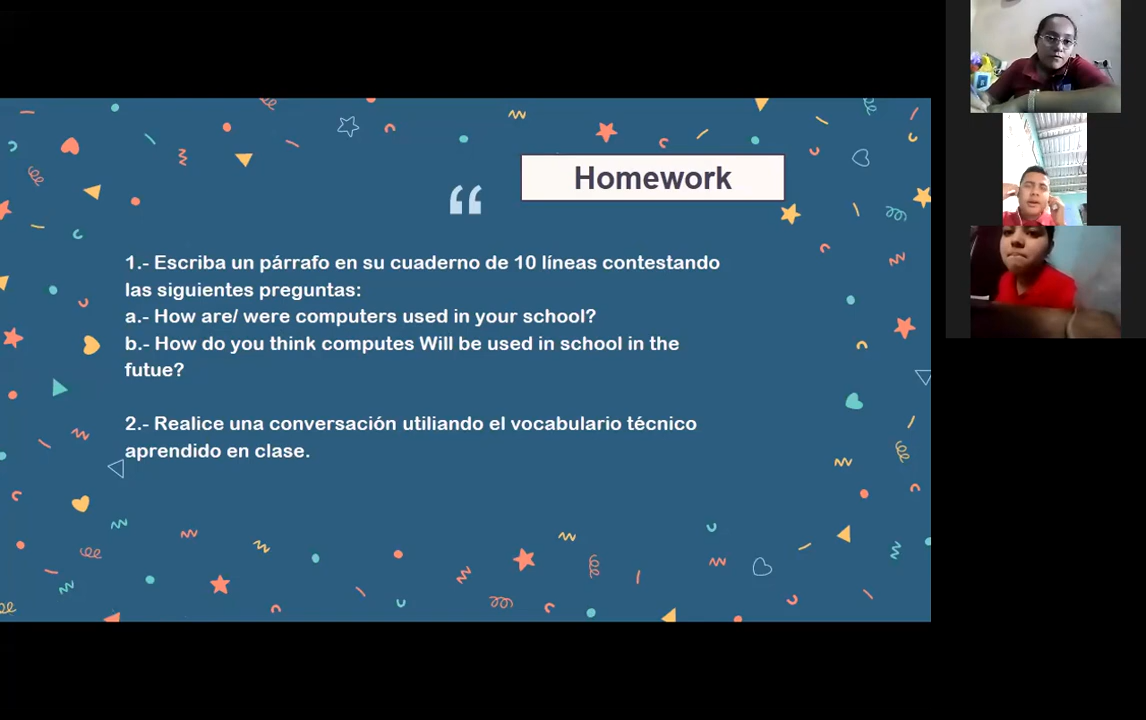 Homework
“
1.- Escriba un párrafo en su cuaderno de 10 líneas contestando
las siguientes preguntas:
a.- How are/ were computers used in your school?
b.- How do you think computes Will be used in school in the
futue?
2.- Realice una conversación utiliando el vocabulario técnico
aprendido en clase.